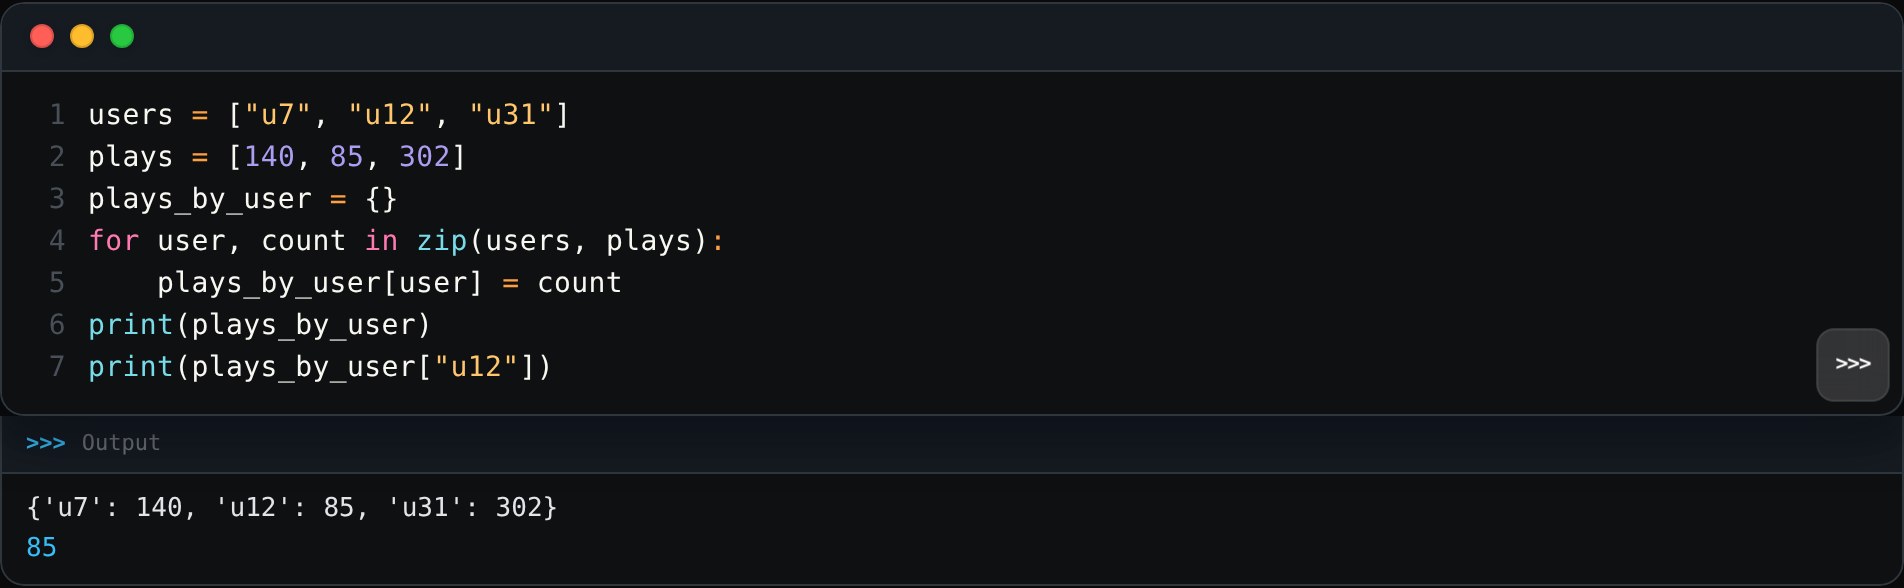 1 users = ["u7", "u12", "u31"]
2 plays = [140, 85, 302]
3 plays_by_user = {}
4 for user, count in zip(users, plays):
5     plays_by_user[user] = count
6 print(plays_by_user)
7 print(plays_by_user["u12"])
>>>
>>> Output
{'u7': 140, 'u12': 85, 'u31': 302}
85